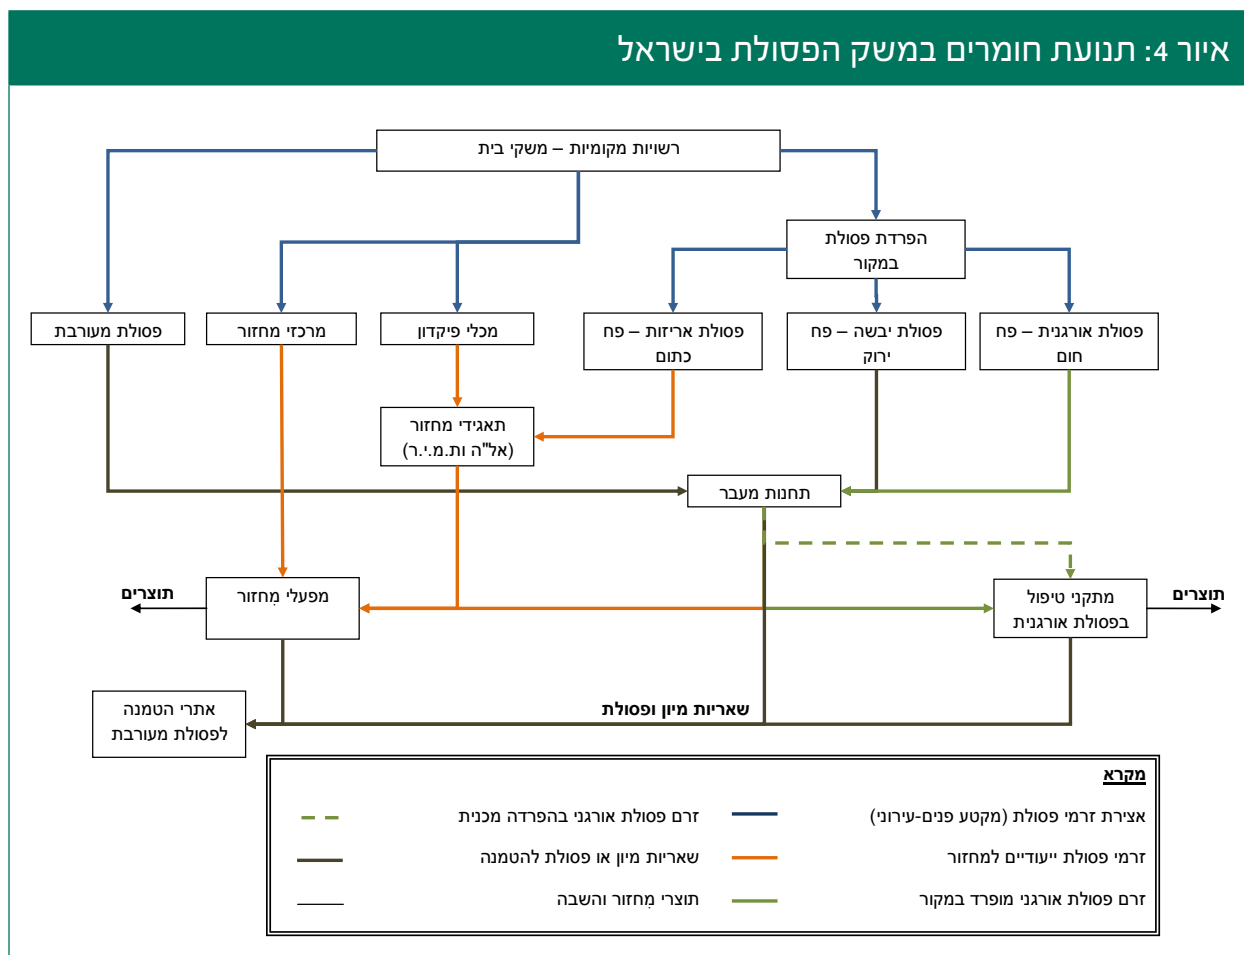 איור 4: תנועת חומרים במשק הפסולת בישראל
רשויות מקומיות – משקי בית
הפרדת פסולת
במקור
פסולת אורגנית – פח
חום
פסולת יבשה – פח
ירוק
פסולת אריזות – פח
כתום
מכלי פיקדון
מרכזי מחזור
פסולת מעורבת
תאגידי מחזור
(אל"ה ות.מ.י.ר)
תחנות מעבר
תוצרים
מתקני טיפול
בפסולת אורגנית
מפעלי מִחזור
תוצרים
שאריות מיון ופסולת
אתרי הטמנה
לפסולת מעורבת
מקרא
אצירת זרמי פסולת (מקטע פנים-עירוני)
זרם פסולת אורגני בהפרדה מכנית
זרמי פסולת ייעודיים למחזור
שאריות מיון או פסולת להטמנה
זרם פסולת אורגני מופרד במקור
תוצרי מִחזור והשבה